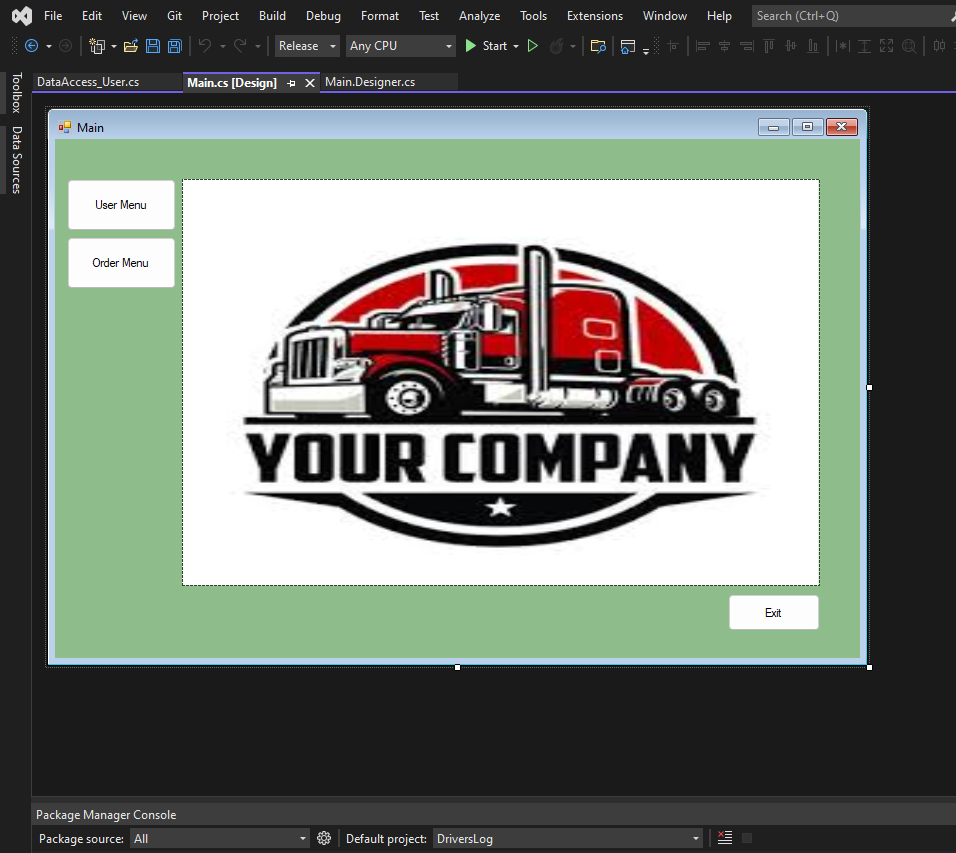 File Edit View Git Project Build Debug Format Test Analyze Tools Extensions Window Help Search (Ctrl+Q)
Release Any CPU Start
DataAccess_User.cs Main.cs [Design] Main.Designer.cs
Toolbox
Data Sources
Main
User Menu
Order Menu
YOUR COMPANY
Exit
Package Manager Console
Package source: All Default project: DriversLog